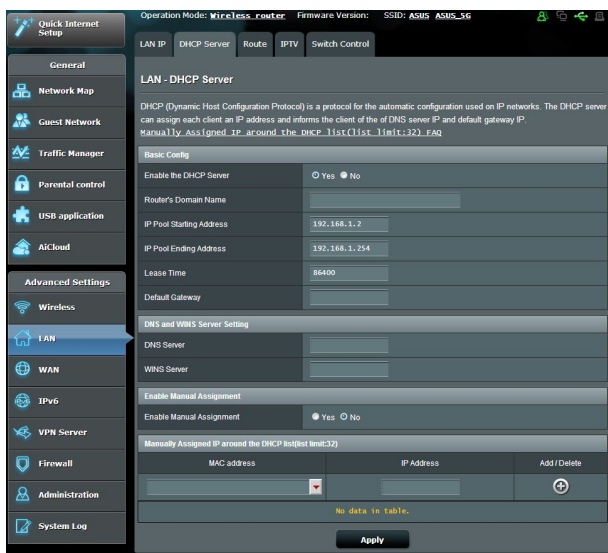 Quick Internet
Setup
General
Network Map
Guest Network
Traffic Manager
Parental control
USB application
AiCloud
Advanced Settings
Wireless
LAN
WAN
IPv6
VPN Server
Firewall
Administration
System Log
Operation Mode: Wireless router Firmware Version: SSID: ASUS ASUS_5G
LAN IP DHCP Server Route IPTV Switch Control
LAN - DHCP Server
DHCP (Dynamic Host Configuration Protocol) is a protocol for the automatic configuration used on IP networks. The DHCP server
can assign each client an IP address and informs the client of the of DNS server IP and default gateway IP.
Manually Assigned IP around the DHCP list(list limit:32) FAQ
Basic Config
Enable the DHCP Server Yes No
Router's Domain Name
IP Pool Starting Address 192.168.1.2
IP Pool Ending Address 192.168.1.254
Lease Time 86400
Default Gateway
DNS and WINS Server Setting
DNS Server
WINS Server
Enable Manual Assignment
Enable Manual Assignment Yes No
Manually Assigned IP around the DHCP list(list limit:32)
MAC address IP Address Add / Delete
No data in table.
Apply